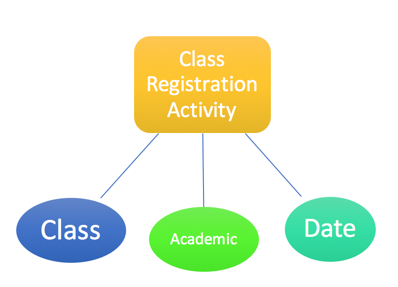 Class
Registration
Activity
Class
Academic
Date